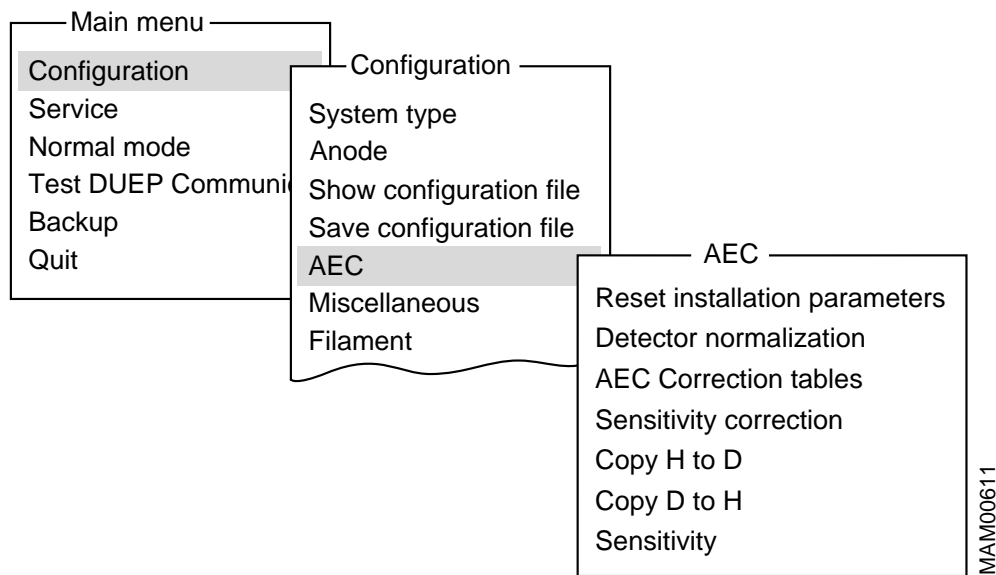 Main menu
Configuration
Service
Normal mode
Test DUEP Communi
Backup
Quit
Configuration
System type
Anode
Show configuration file
Save configuration file
AEC
Miscellaneous
Filament
AEC
Reset installation parameters
Detector normalization
AEC Correction tables
Sensitivity correction
Copy H to D
Copy D to H
Sensitivity
MAM00611